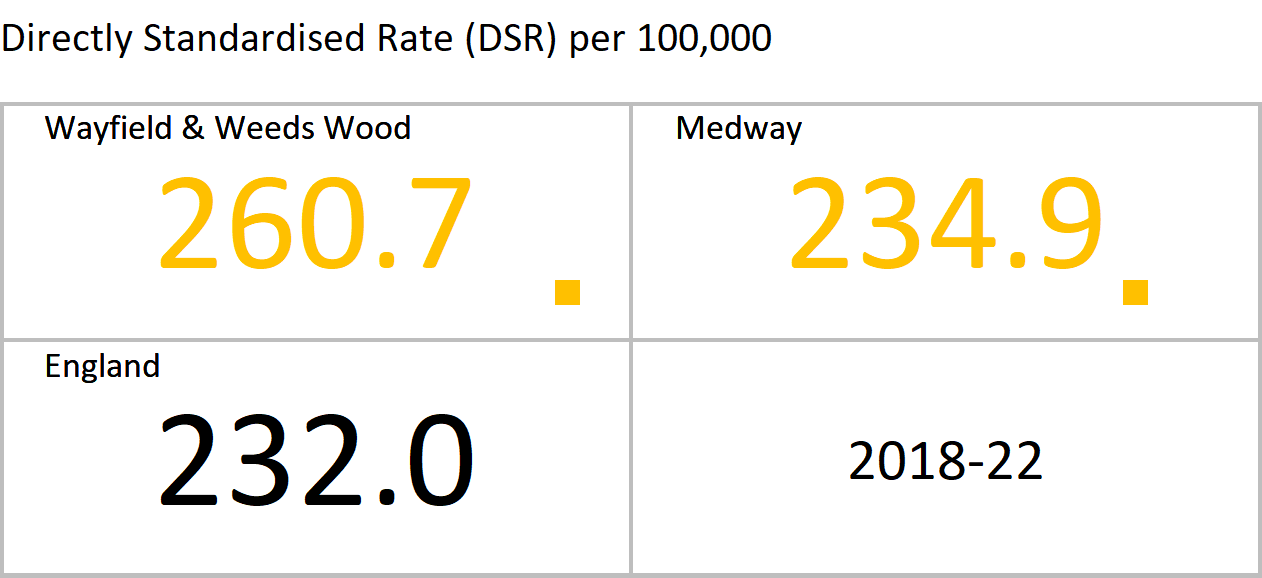 Directly Standardised Rate (DSR) per 100,000
Wayfield & Weeds Wood
260.7
Medway
234.9
England
232.0
2018-22